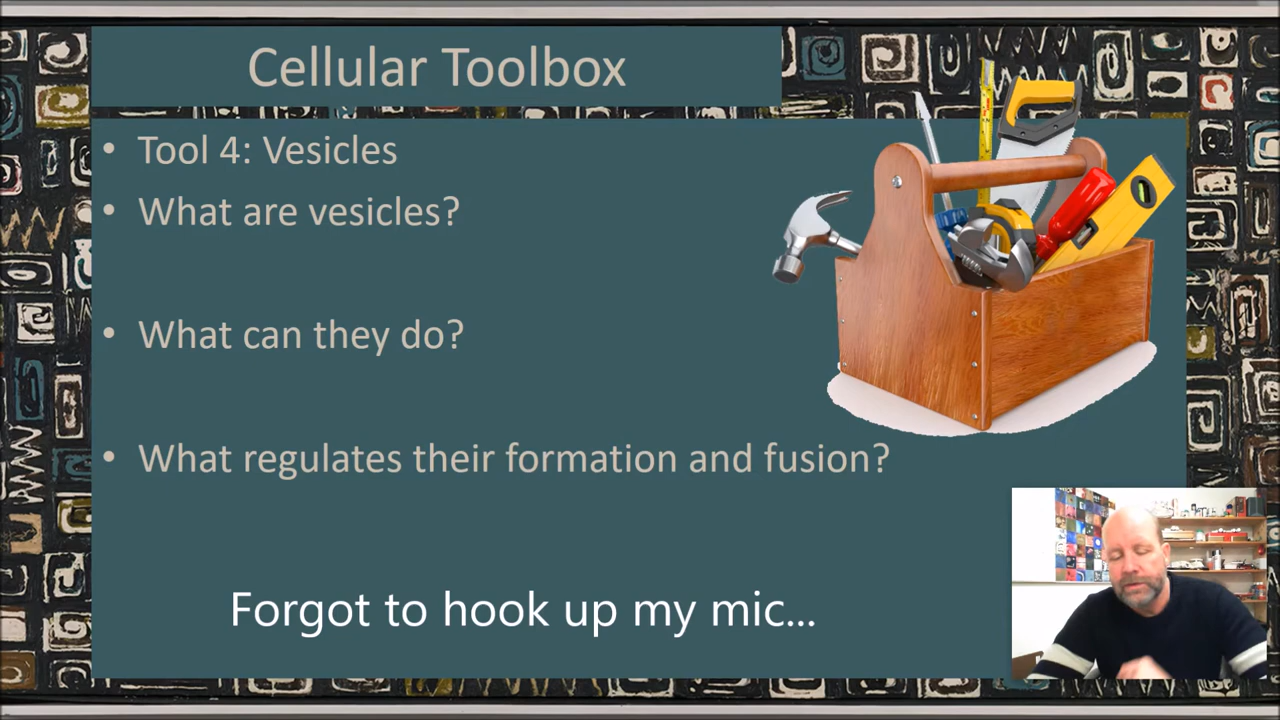 Cellular Toolbox
• Tool 4: Vesicles
• What are vesicles?
• What can they do?
• What regulates their formation and fusion?
Forgot to hook up my mic...